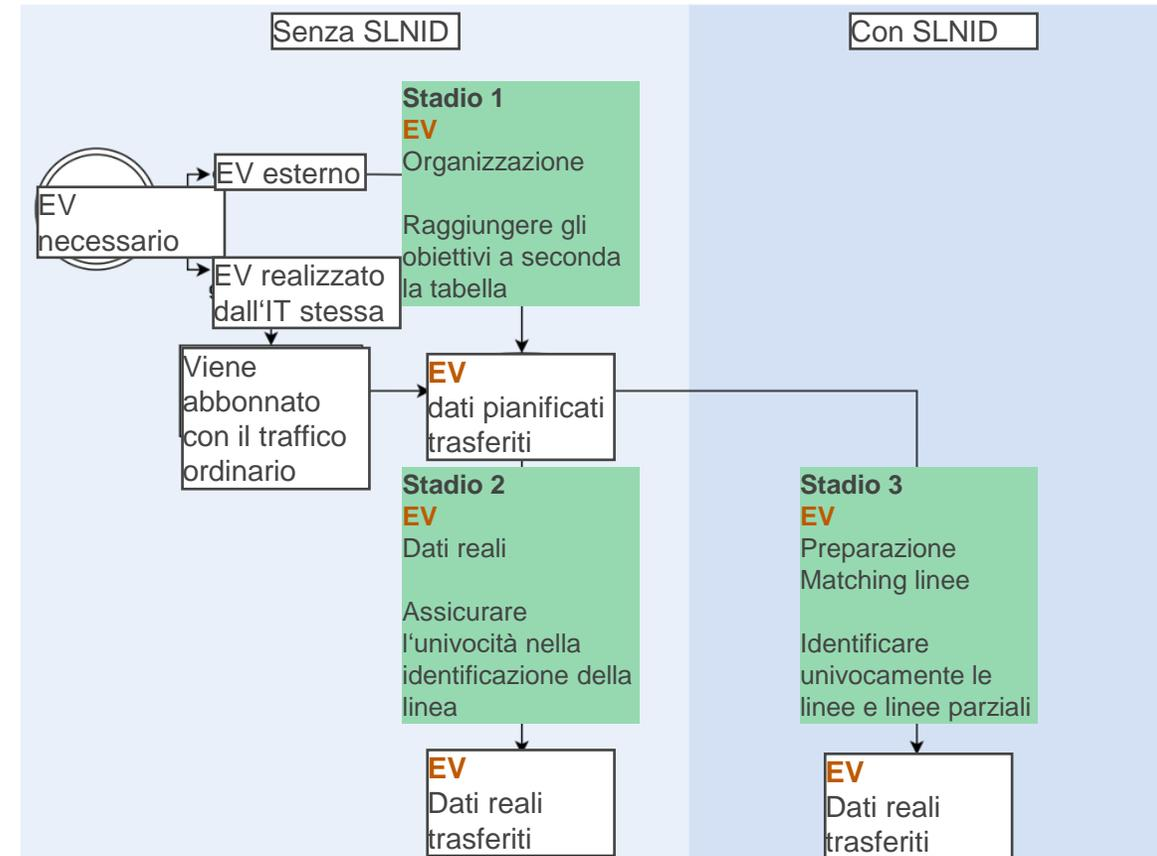 Senza SLNID
Con SLNID
EV
necessario
EV esterno
EV realizzato
dall‘IT stessa
Viene
abbonnato
con il traffico
ordinario
Stadio 1
EV
Organizzazione
Raggiungere gli
obiettivi a seconda
la tabella
EV
dati pianificati
trasferiti
Stadio 2
EV
Dati reali
Assicurare
l‘univocità nella
identificazione della
linea
EV
Dati reali
trasferiti
Stadio 3
EV
Preparazione
Matching linee
Identificare
univocamente le
linee e linee parziali
EV
Dati reali
trasferiti